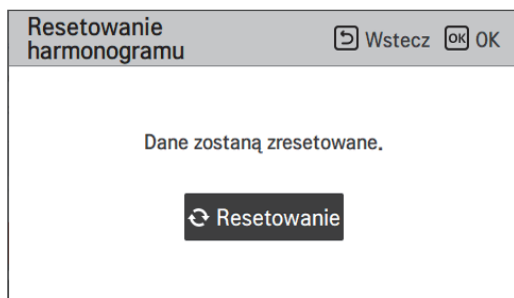 Resetowanie
harmonogramu
Wstecz OK OK
Dane zostaną zresetowane.
Resetowanie